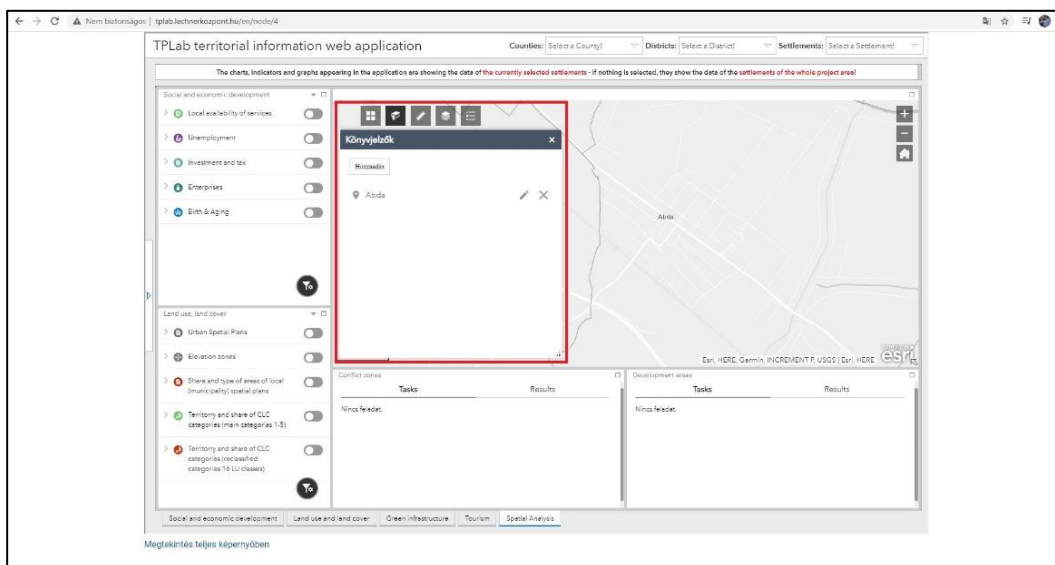 Nem biztonságos | tplab.lechnerkozpont.hu/en/node/4
TPLab territorial information web application
Counties: Select a County!
Districts: Select a District!
Settlements: Select a Settlement!
The charts, indicators and graphs appearing in the application are showing the data of the currently selected settlements - if nothing is selected, they show the data of the settlements of the whole project area!
Social and economic development
Local availability of services
Unemployment
Investment and tax
Enterprises
Birth & Aging
Land use, land cover
Urban Spatial Plans
Elevation zones
Share and type of areas of local
(municipality) spatial plans
Territory and share of CLC
categories (main categorias 1-5)
Territory and share of CLC
categories (reclassified
categories: 16 LU classes)
Könyvjelzők
Hozzáadás
Abda
Abda
Esri, HERE, Garmin, INCREMENT P, USGS | Esri, HERE
esri
Conflict zones
Tasks
Results
Nincs feladat.
Development areas
Tasks
Results
Nincs feladat.
Social and economic development
Land use and land cover
Green infrastructure
Tourism
Spatial Analysis
Megtekintés teljes képernyőben